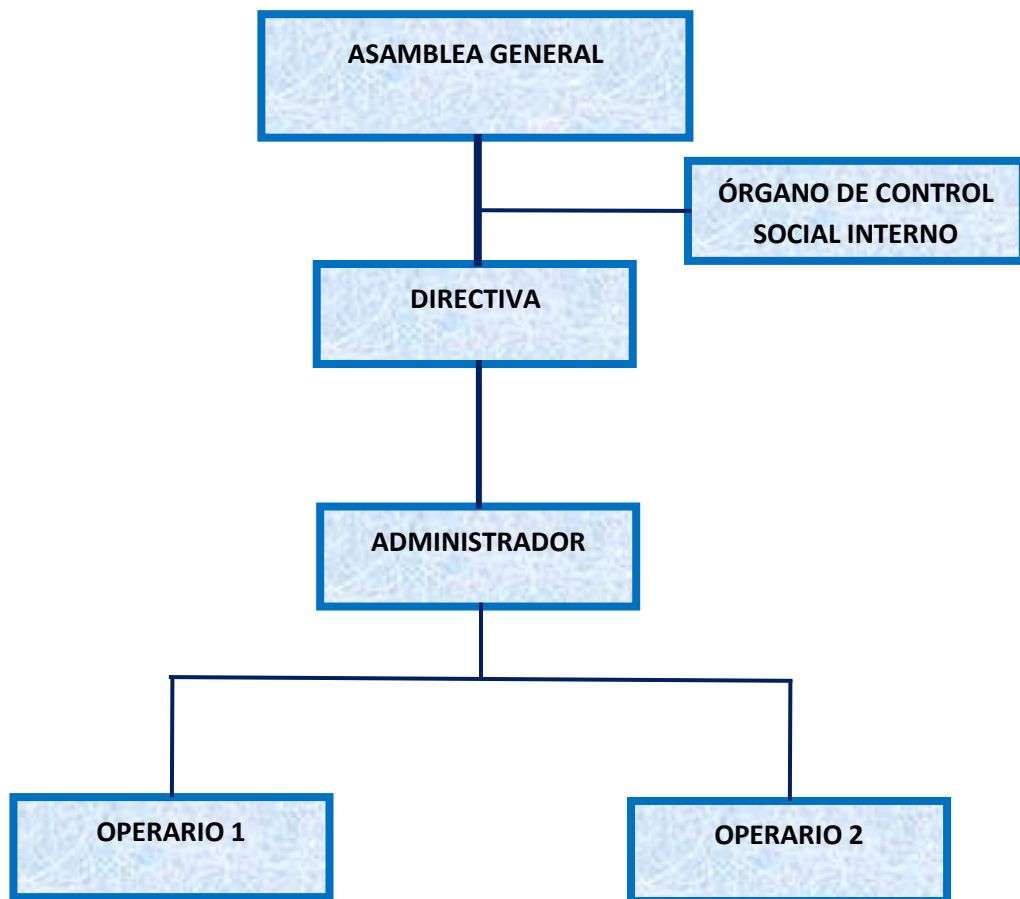 ASAMBLEA GENERAL
ÓRGANO DE CONTROL
SOCIAL INTERNO
DIRECTIVA
ADMINISTRADOR
OPERARIO 1
OPERARIO 2